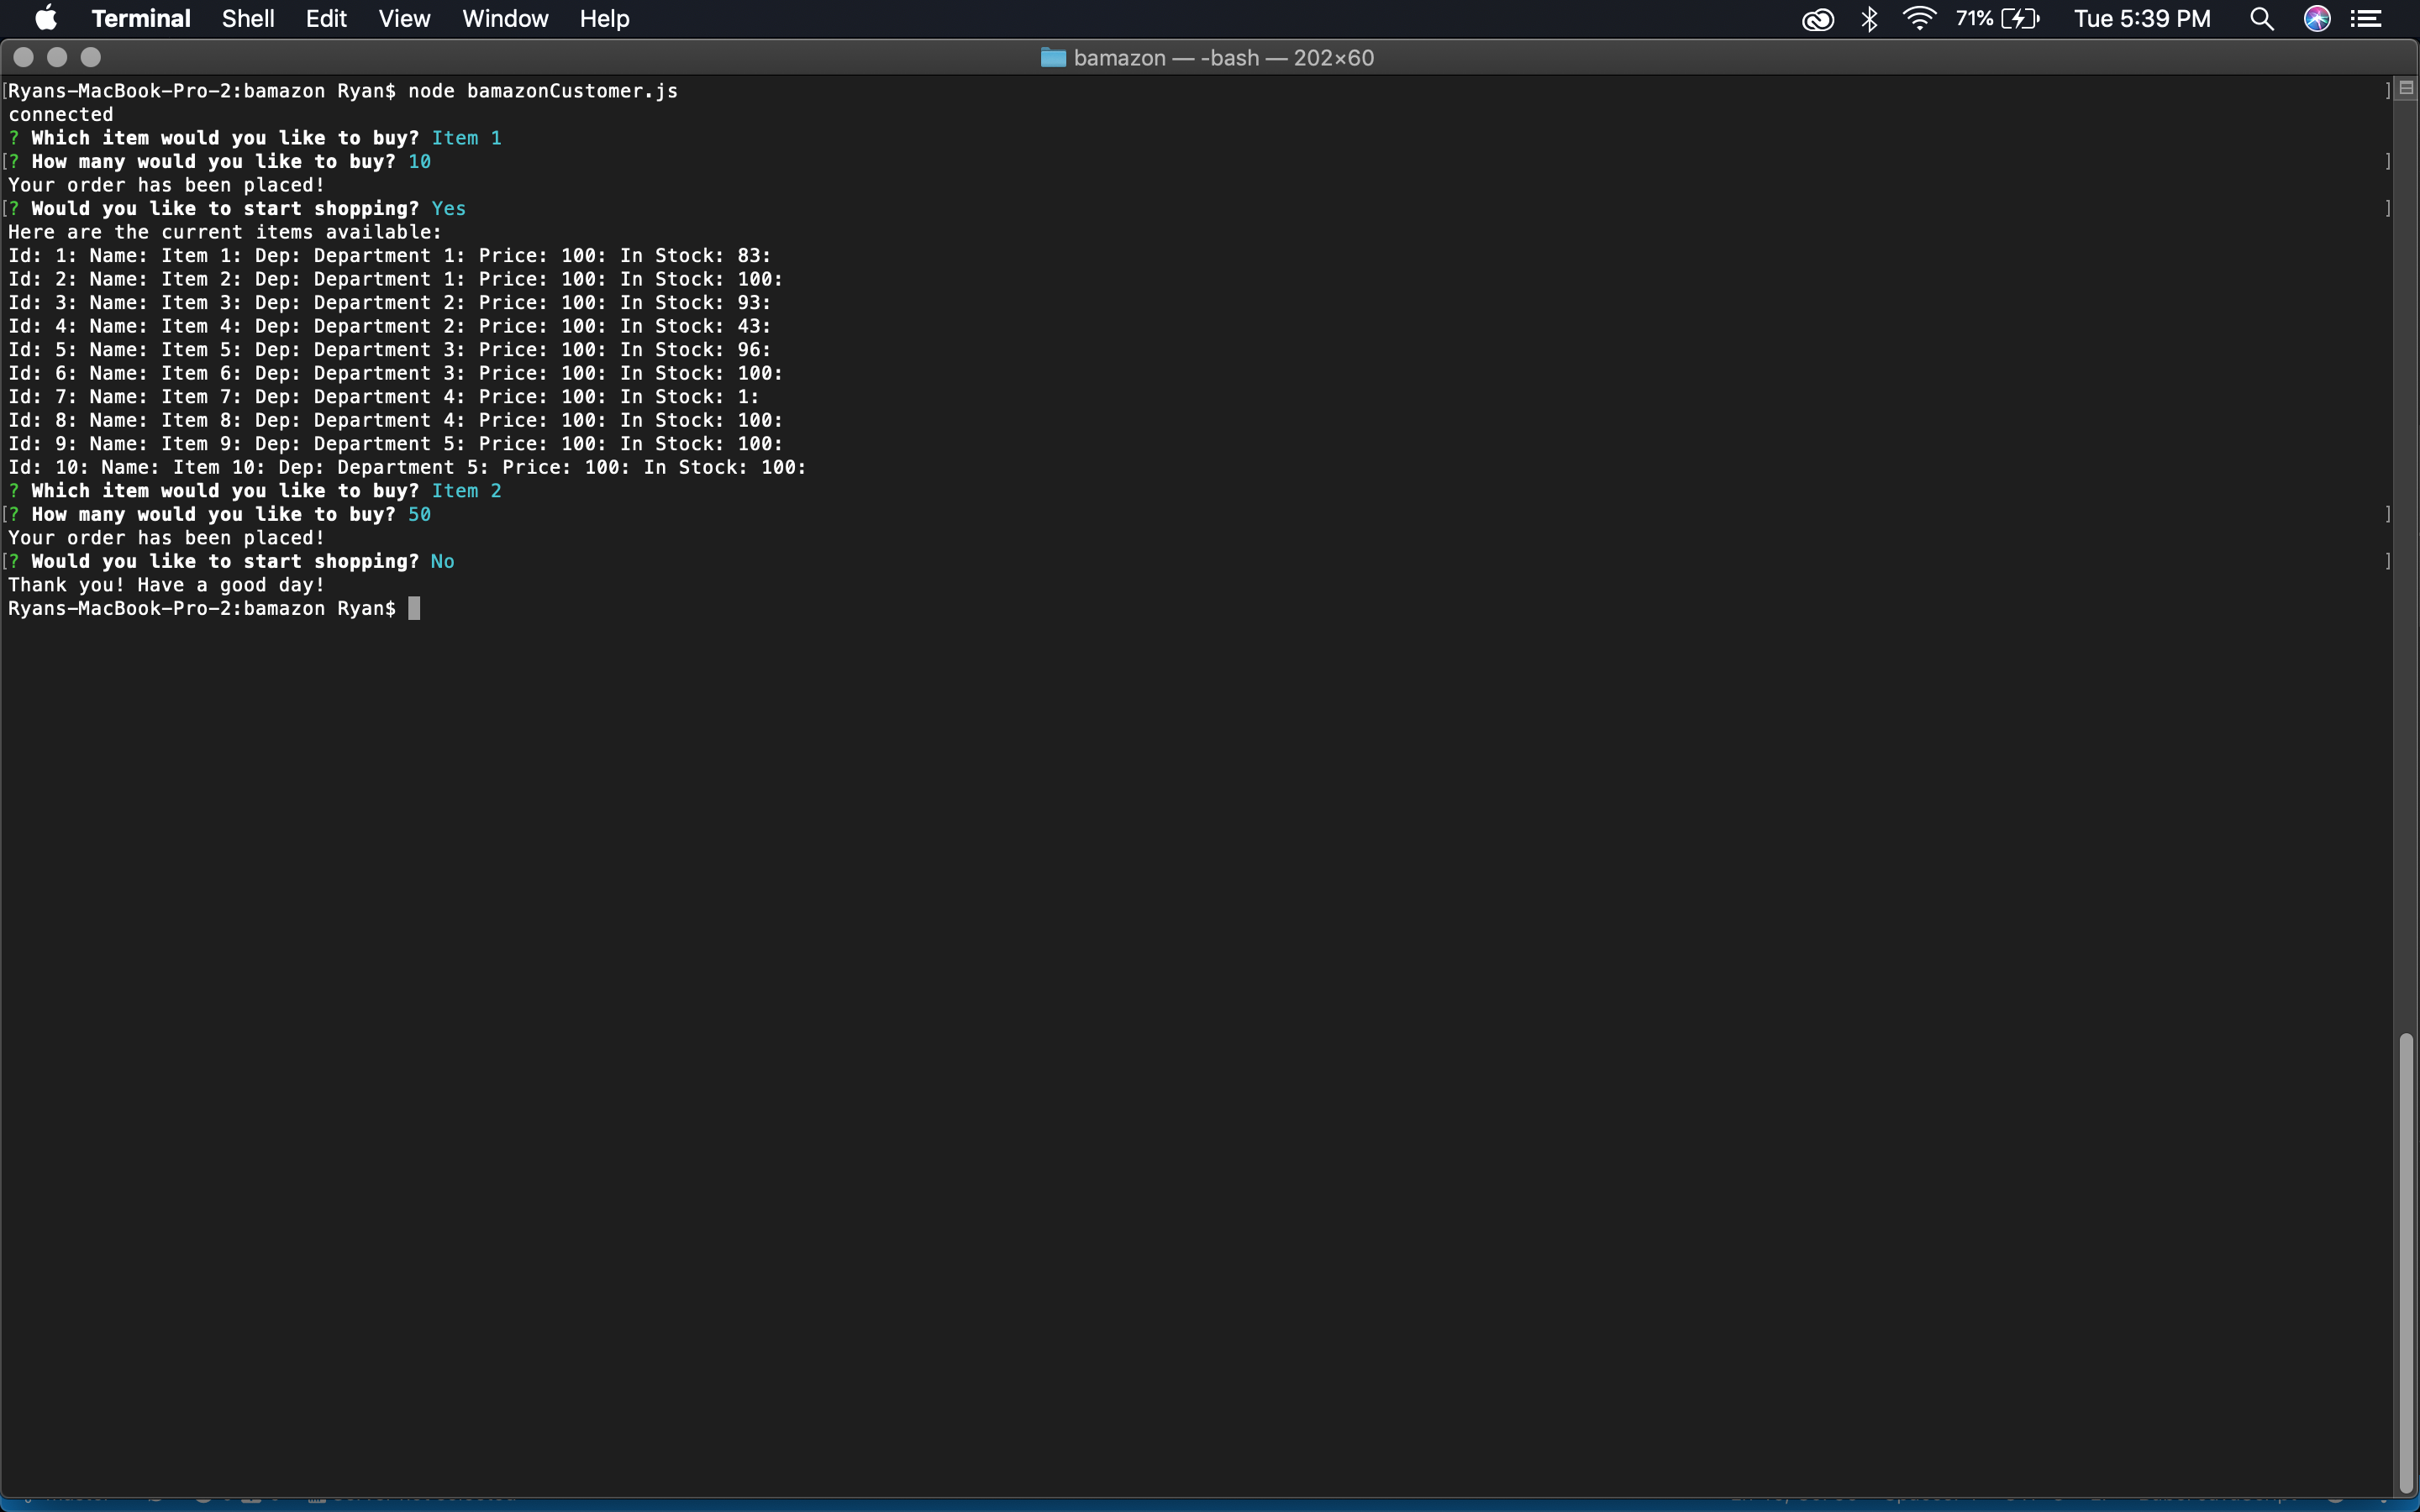 Terminal Shell Edit View Window Help 71% Tue 5:39 PM
bamazon — -bash — 202×60
[Ryans-MacBook-Pro-2:bamazon Ryan$ node bamazonCustomer.js ]
connected
? Which item would you like to buy? Item 1
[? How many would you like to buy? 10 ]
Your order has been placed!
[? Would you like to start shopping? Yes ]
Here are the current items available:
Id: 1: Name: Item 1: Dep: Department 1: Price: 100: In Stock: 83:
Id: 2: Name: Item 2: Dep: Department 1: Price: 100: In Stock: 100:
Id: 3: Name: Item 3: Dep: Department 2: Price: 100: In Stock: 93:
Id: 4: Name: Item 4: Dep: Department 2: Price: 100: In Stock: 43:
Id: 5: Name: Item 5: Dep: Department 3: Price: 100: In Stock: 96:
Id: 6: Name: Item 6: Dep: Department 3: Price: 100: In Stock: 100:
Id: 7: Name: Item 7: Dep: Department 4: Price: 100: In Stock: 1:
Id: 8: Name: Item 8: Dep: Department 4: Price: 100: In Stock: 100:
Id: 9: Name: Item 9: Dep: Department 5: Price: 100: In Stock: 100:
Id: 10: Name: Item 10: Dep: Department 5: Price: 100: In Stock: 100:
? Which item would you like to buy? Item 2
[? How many would you like to buy? 50 ]
Your order has been placed!
[? Would you like to start shopping? No ]
Thank you! Have a good day!
Ryans-MacBook-Pro-2:bamazon Ryan$